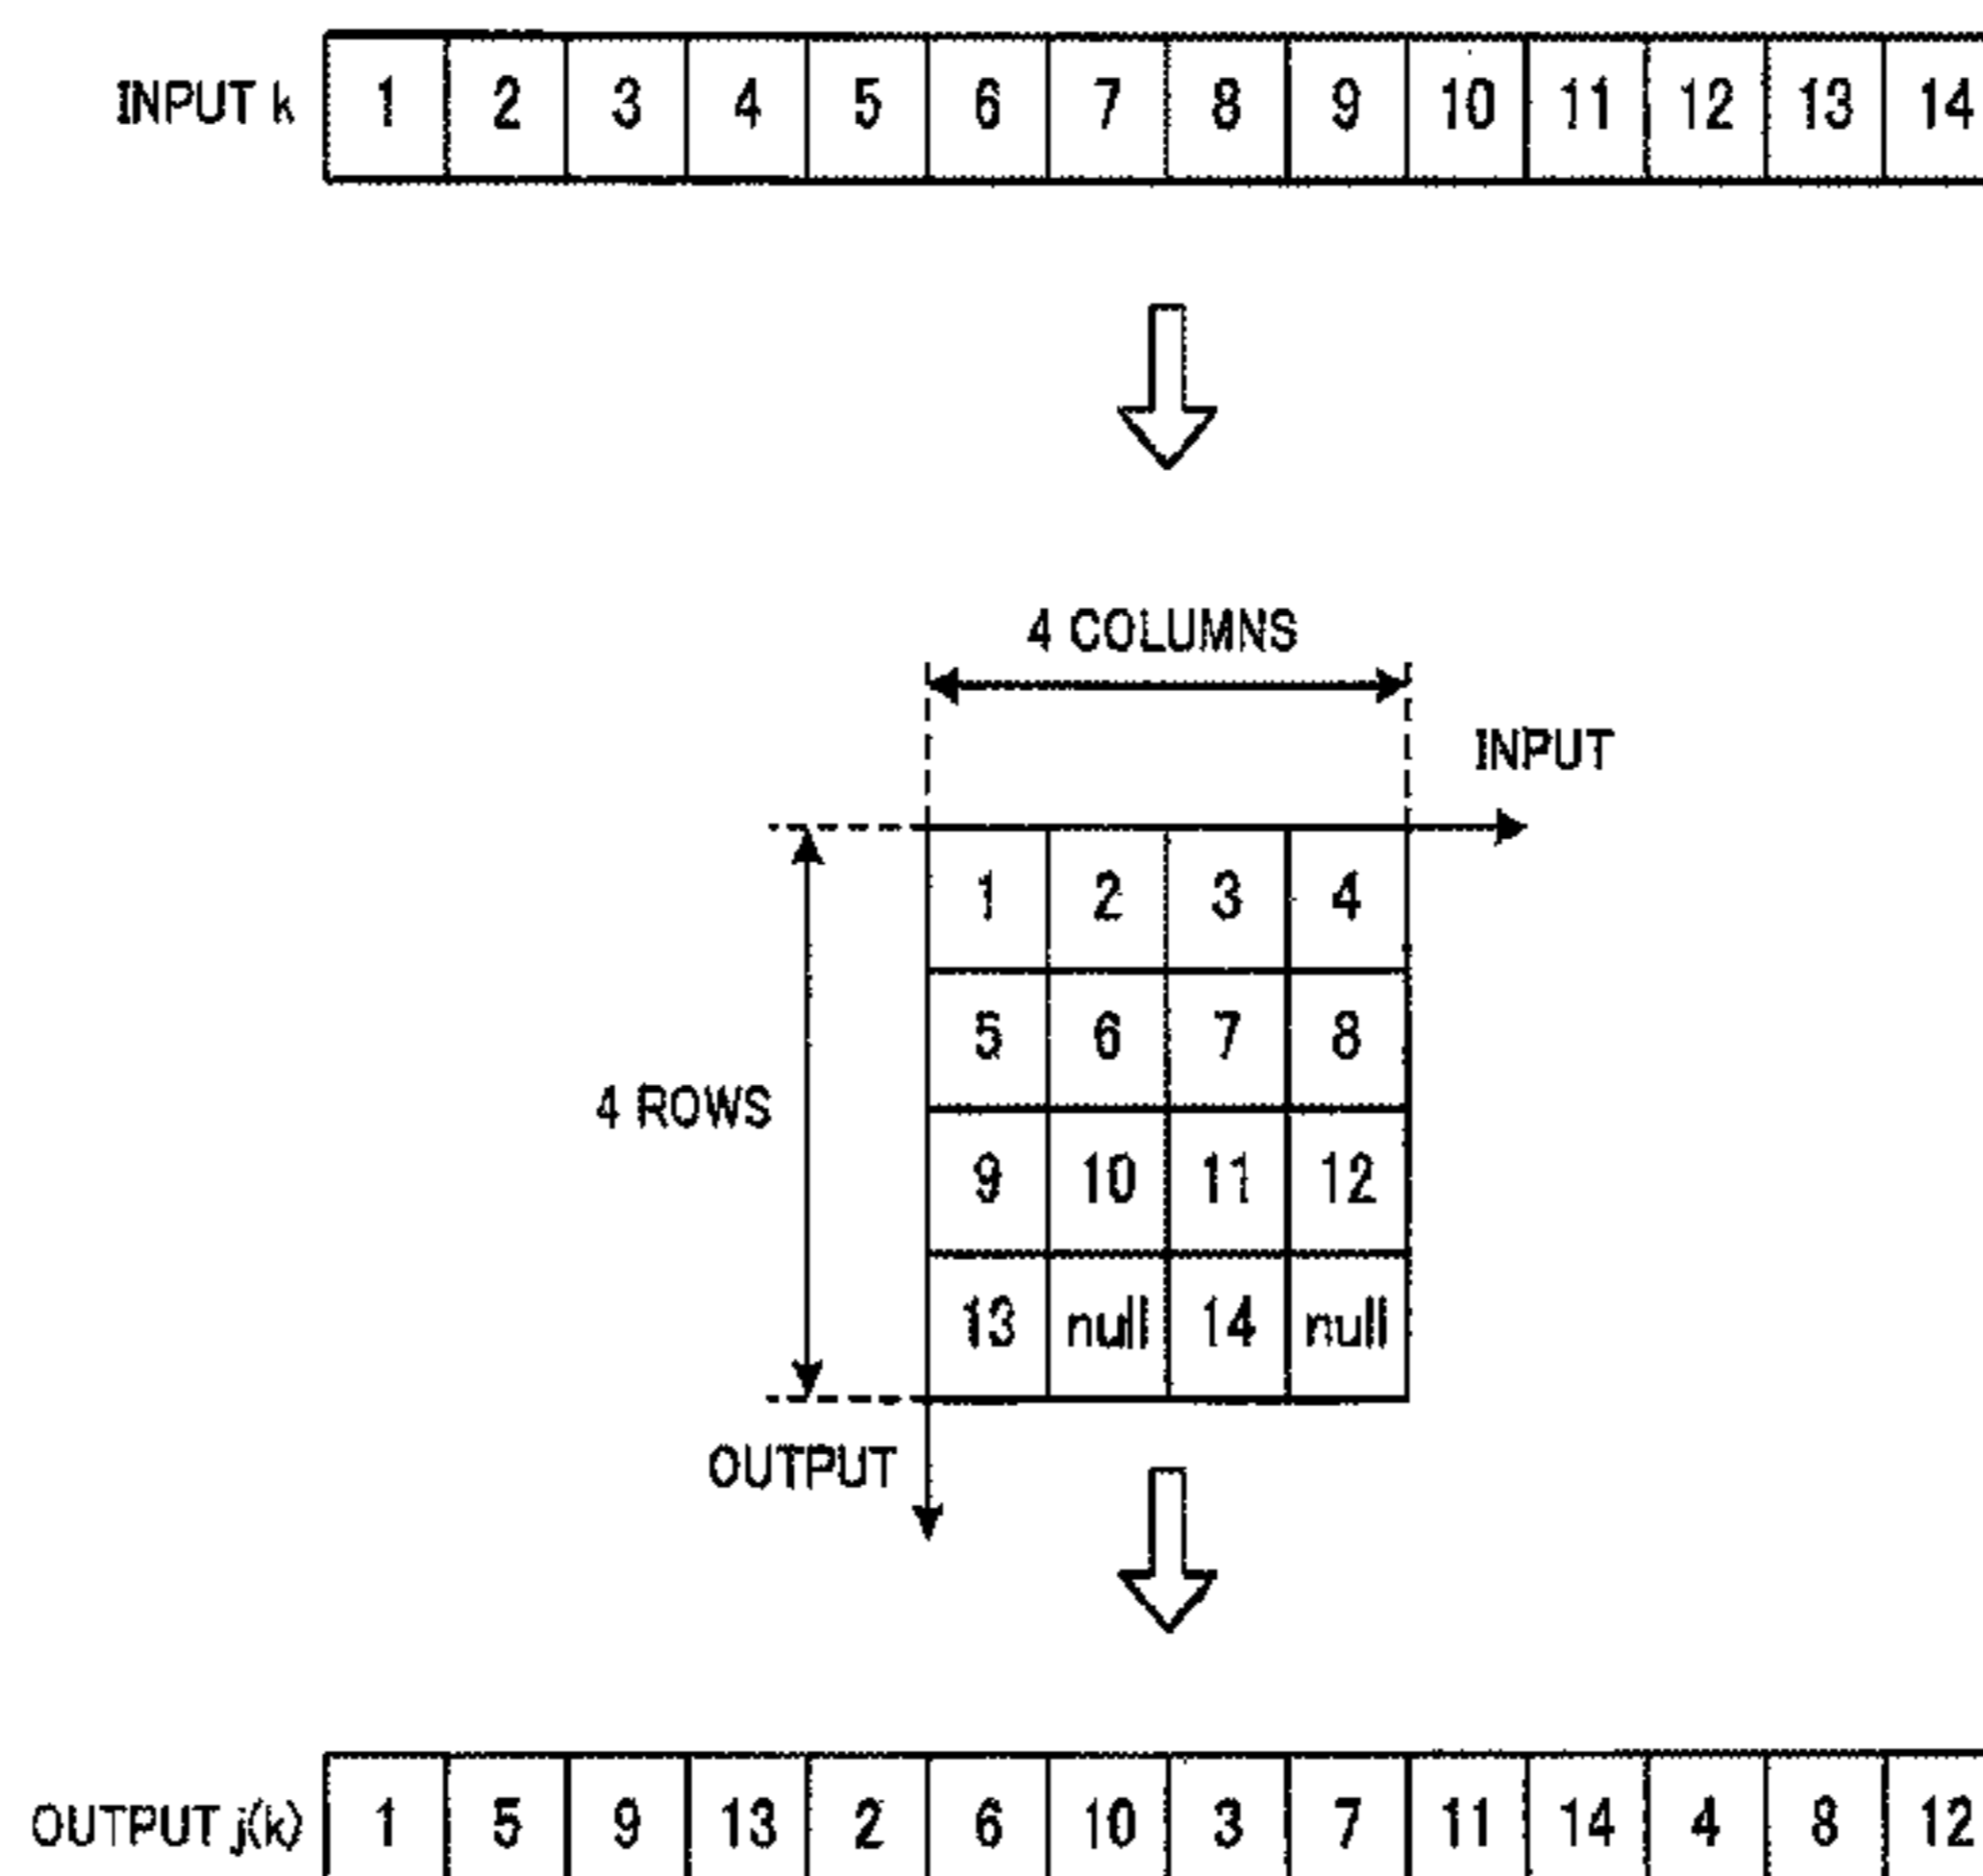 INPUT k 1 2 3 4 5 6 7 8 9 10 11 12 13 14
4 COLUMNS
INPUT
1 2 3 4
5 6 7 8
4 ROWS
9 10 11 12
13 null 14 null
OUTPUT
OUTPUT j(k) 1 5 9 13 2 6 10 3 7 11 14 4 8 12